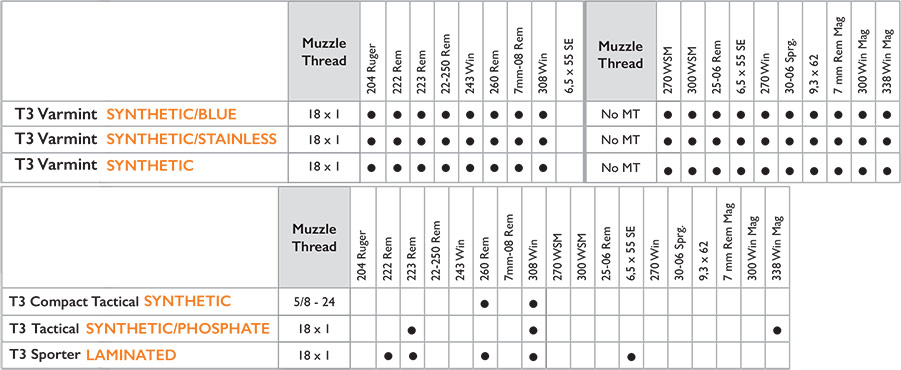 Muzzle Thread 204 Ruger 222 Rem 223 Rem 22-250 Rem 243 Win 260 Rem 7mm-08 Rem 308 Win 6.5 x 55 SE Muzzle Thread 270 WSM 300 WSM 25-06 Rem 6.5 x 55 SE 270 Win 30-06 Sprg. 9.3 x 62 7 mm Rem Mag 300 Win Mag 338 Win Mag
T3 Varmint SYNTHETIC/BLUE 18 x 1 ● ● ● ● ● ● ● ● No MT ● ● ● ● ● ● ● ● ● ●
T3 Varmint SYNTHETIC/STAINLESS 18 x 1 ● ● ● ● ● ● ● ● No MT ● ● ● ● ● ● ● ● ● ●
T3 Varmint SYNTHETIC 18 x 1 ● ● ● ● ● ● ● ● No MT ● ● ● ● ● ● ● ● ● ●
Muzzle Thread 204 Ruger 222 Rem 223 Rem 22-250 Rem 243 Win 260 Rem 7mm-08 Rem 308 Win 270 WSM 300 WSM 25-06 Rem 6.5 x 55 SE 270 Win 30-06 Sprg. 9.3 x 62 7 mm Rem Mag 300 Win Mag 338 Win Mag
T3 Compact Tactical SYNTHETIC 5/8 - 24 ● ●
T3 Tactical SYNTHETIC/PHOSPHATE 18 x 1 ● ● ●
T3 Sporter LAMINATED 18 x 1 ● ● ● ● ●